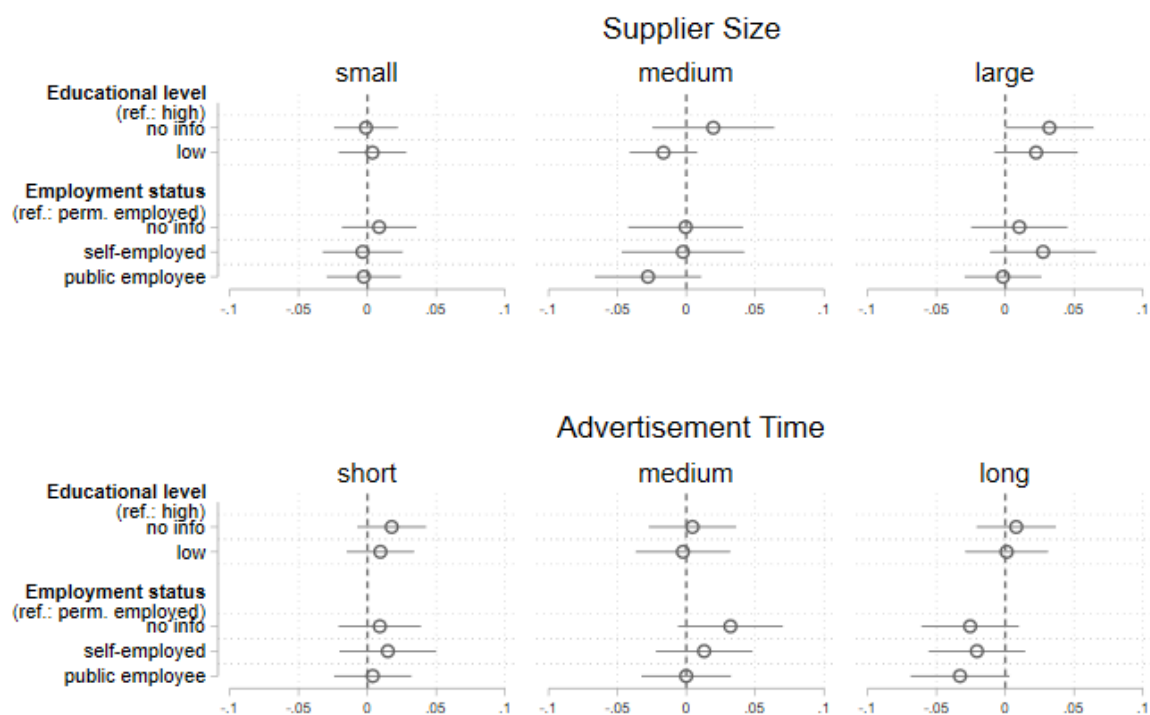 Supplier Size
small medium large
Educational level
(ref.: high)
no info
low
Employment status
(ref.: perm. employed)
no info
self-employed
public employee
-.1 -.05 0 .05 .1 -.1 -.05 0 .05 .1 -.1 -.05 0 .05 .1
Advertisement Time
short medium long
Educational level
(ref.: high)
no info
low
Employment status
(ref.: perm. employed)
no info
self-employed
public employee
-.1 -.05 0 .05 .1 -.1 -.05 0 .05 .1 -.1 -.05 0 .05 .1